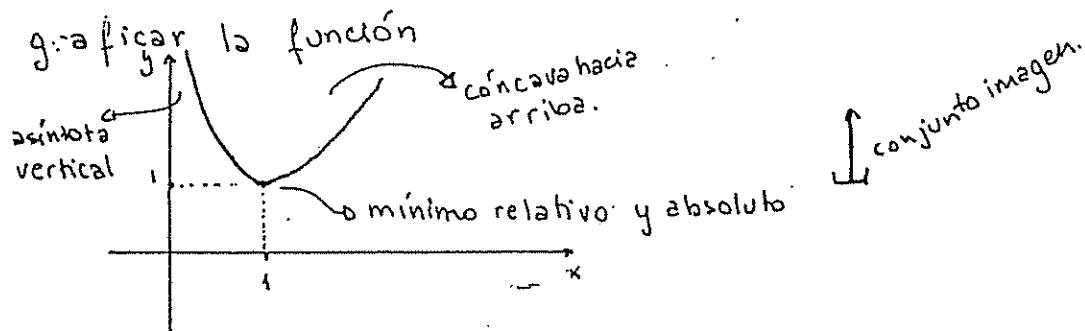 graficar la función
y
cóncava hacia
arriba.
asíntota
vertical
conjunto imagen.
1
mínimo relativo y absoluto
1
x